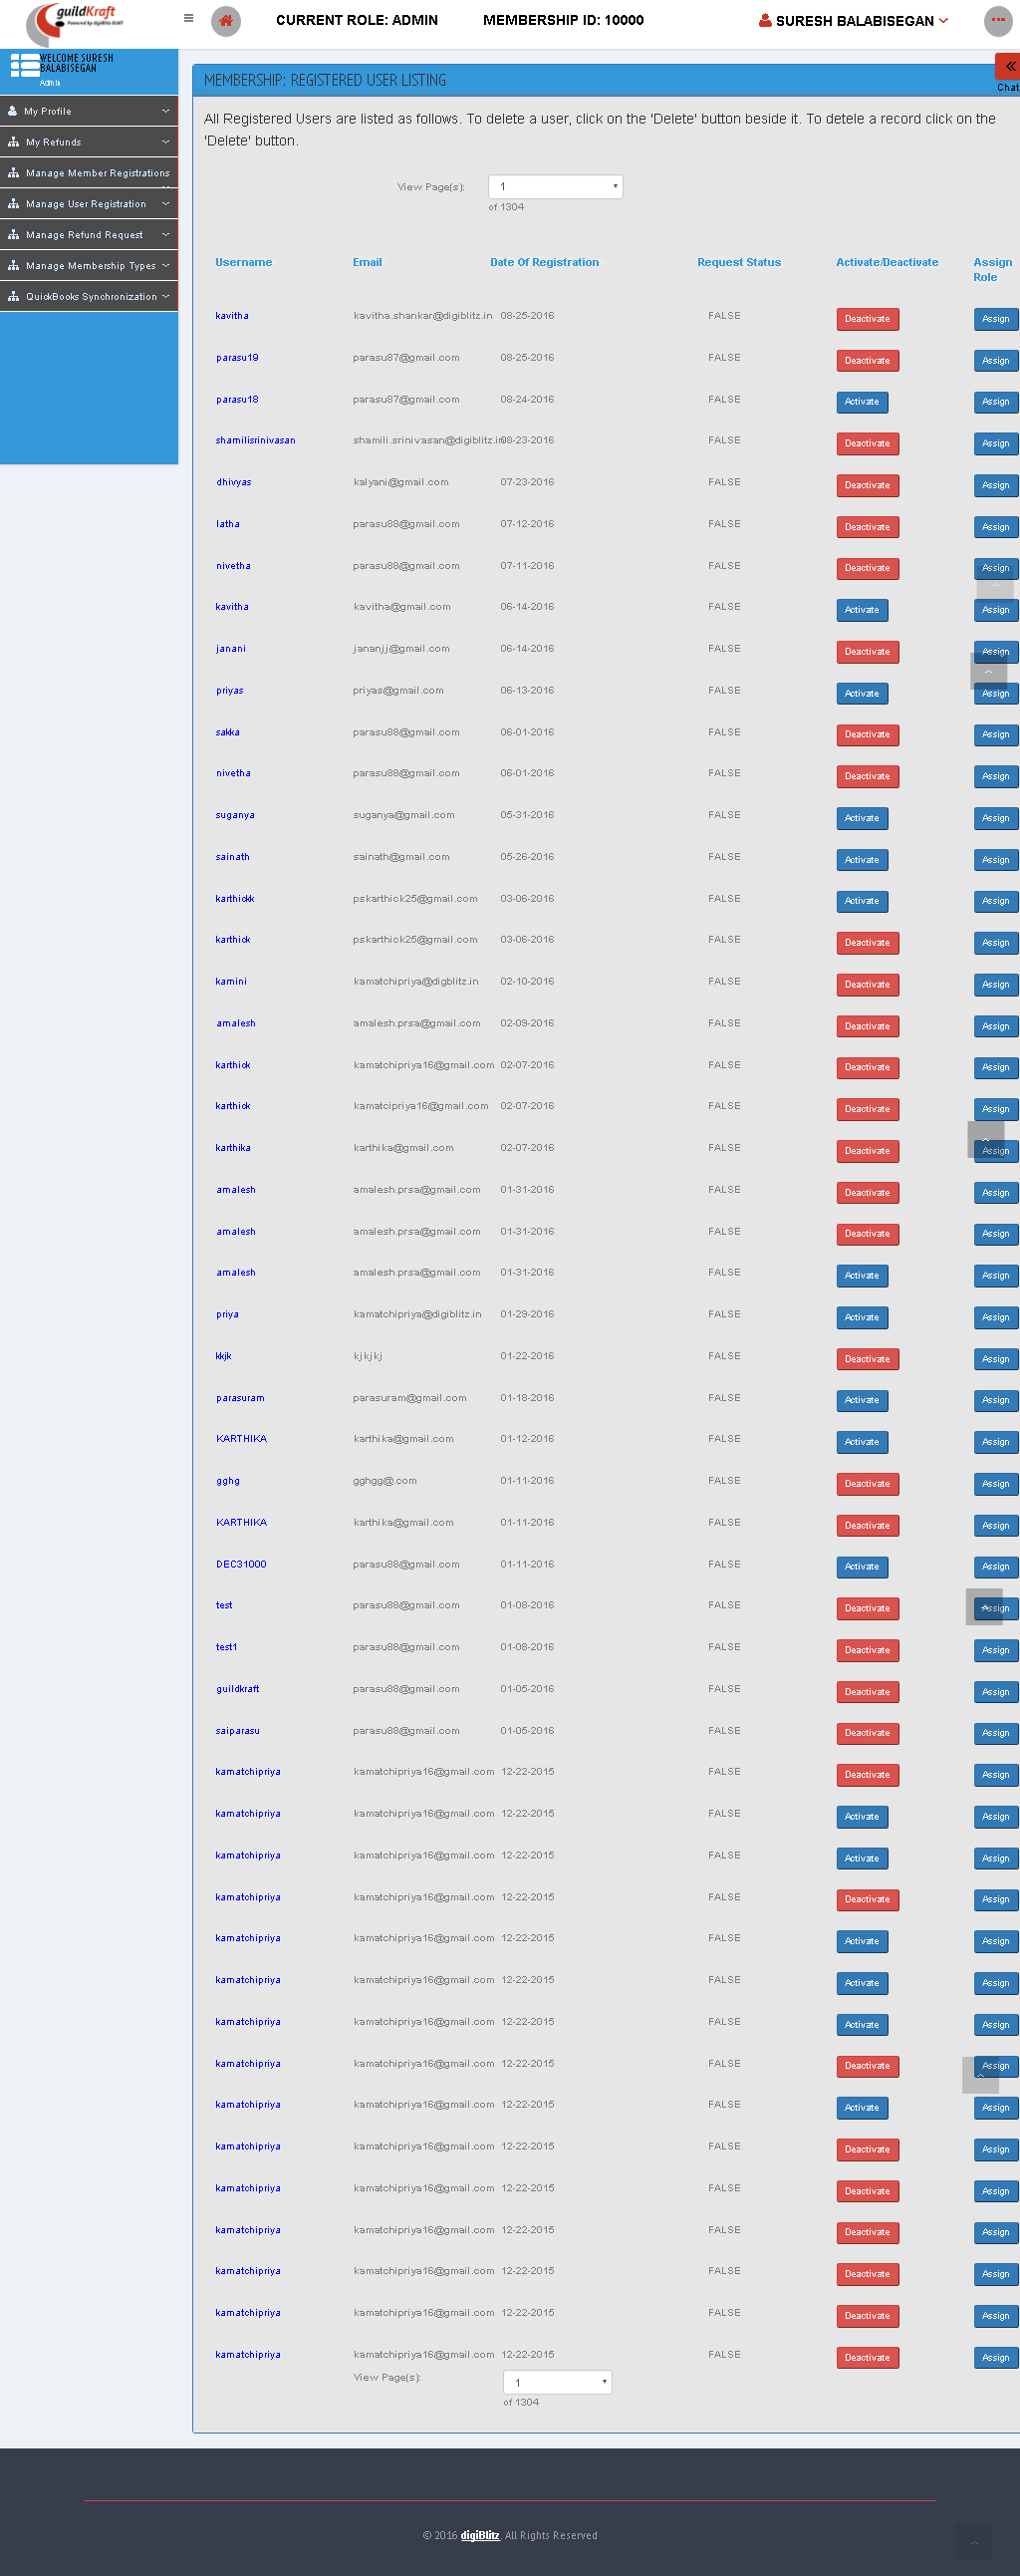 guildKraft
Powered by digiBlitz ELMT
CURRENT ROLE: ADMIN MEMBERSHIP ID: 10000 SURESH BALABISEGAN
WELCOME SURESH
BALABISEGAN
Admin
My Profile
My Refunds
Manage Member Registrations
Manage User Registration
Manage Refund Request
Manage Membership Types
QuickBooks Synchronization
Chat
MEMBERSHIP: REGISTERED USER LISTING
All Registered Users are listed as follows. To delete a user, click on the 'Delete' button beside it. To detele a record click on the
'Delete' button.
View Page(s): 1
of 1304
Username Email Date Of Registration Request Status Activate/Deactivate Assign
Role
kavitha kavitha.shankar@digiblitz.in 08-25-2016 FALSE Deactivate Assign
parasu19 parasu87@gmail.com 08-25-2016 FALSE Deactivate Assign
parasu18 parasu87@gmail.com 08-24-2016 FALSE Activate Assign
shamilisrinivasan shamili.srinivasan@digiblitz.in 08-23-2016 FALSE Deactivate Assign
dhivyas kalyani@gmail.com 07-23-2016 FALSE Deactivate Assign
latha parasu88@gmail.com 07-12-2016 FALSE Deactivate Assign
nivetha parasu88@gmail.com 07-11-2016 FALSE Deactivate Assign
kavitha kavitha@gmail.com 06-14-2016 FALSE Activate Assign
janani jananjj@gmail.com 06-14-2016 FALSE Deactivate Assign
priyas priyas@gmail.com 06-13-2016 FALSE Activate Assign
sakka parasu88@gmail.com 06-01-2016 FALSE Deactivate Assign
nivetha parasu88@gmail.com 06-01-2016 FALSE Deactivate Assign
suganya suganya@gmail.com 05-31-2016 FALSE Activate Assign
sainath sainath@gmail.com 05-26-2016 FALSE Activate Assign
karthickk pskarthick25@gmail.com 03-06-2016 FALSE Activate Assign
karthick pskarthick25@gmail.com 03-06-2016 FALSE Deactivate Assign
kamini kamatchipriya@digblitz.in 02-10-2016 FALSE Deactivate Assign
amalesh amalesh.prsa@gmail.com 02-09-2016 FALSE Deactivate Assign
karthick kamatchipriya16@gmail.com 02-07-2016 FALSE Deactivate Assign
karthick kamatcipriya16@gmail.com 02-07-2016 FALSE Deactivate Assign
karthika karthika@gmail.com 02-07-2016 FALSE Deactivate Assign
amalesh amalesh.prsa@gmail.com 01-31-2016 FALSE Deactivate Assign
amalesh amalesh.prsa@gmail.com 01-31-2016 FALSE Deactivate Assign
amalesh amalesh.prsa@gmail.com 01-31-2016 FALSE Activate Assign
priya kamatchipriya@digiblitz.in 01-29-2016 FALSE Activate Assign
kkjk kjkjkj 01-22-2016 FALSE Deactivate Assign
parasuram parasuram@gmail.com 01-18-2016 FALSE Activate Assign
KARTHIKA karthika@gmail.com 01-12-2016 FALSE Activate Assign
gghg gghgg@.com 01-11-2016 FALSE Deactivate Assign
KARTHIKA karthika@gmail.com 01-11-2016 FALSE Deactivate Assign
DEC31000 parasu88@gmail.com 01-11-2016 FALSE Activate Assign
test parasu88@gmail.com 01-08-2016 FALSE Deactivate Assign
test1 parasu88@gmail.com 01-08-2016 FALSE Deactivate Assign
guildkraft parasu88@gmail.com 01-05-2016 FALSE Deactivate Assign
saiparasu parasu88@gmail.com 01-05-2016 FALSE Deactivate Assign
kamatchipriya kamatchipriya16@gmail.com 12-22-2015 FALSE Deactivate Assign
kamatchipriya kamatchipriya16@gmail.com 12-22-2015 FALSE Activate Assign
kamatchipriya kamatchipriya16@gmail.com 12-22-2015 FALSE Activate Assign
kamatchipriya kamatchipriya16@gmail.com 12-22-2015 FALSE Deactivate Assign
kamatchipriya kamatchipriya16@gmail.com 12-22-2015 FALSE Activate Assign
kamatchipriya kamatchipriya16@gmail.com 12-22-2015 FALSE Activate Assign
kamatchipriya kamatchipriya16@gmail.com 12-22-2015 FALSE Activate Assign
kamatchipriya kamatchipriya16@gmail.com 12-22-2015 FALSE Deactivate Assign
kamatchipriya kamatchipriya16@gmail.com 12-22-2015 FALSE Activate Assign
kamatchipriya kamatchipriya16@gmail.com 12-22-2015 FALSE Deactivate Assign
kamatchipriya kamatchipriya16@gmail.com 12-22-2015 FALSE Deactivate Assign
kamatchipriya kamatchipriya16@gmail.com 12-22-2015 FALSE Deactivate Assign
kamatchipriya kamatchipriya16@gmail.com 12-22-2015 FALSE Deactivate Assign
kamatchipriya kamatchipriya16@gmail.com 12-22-2015 FALSE Deactivate Assign
kamatchipriya kamatchipriya16@gmail.com 12-22-2015 FALSE Deactivate Assign
View Page(s): 1
of 1304
© 2016 digiBlitz. All Rights Reserved